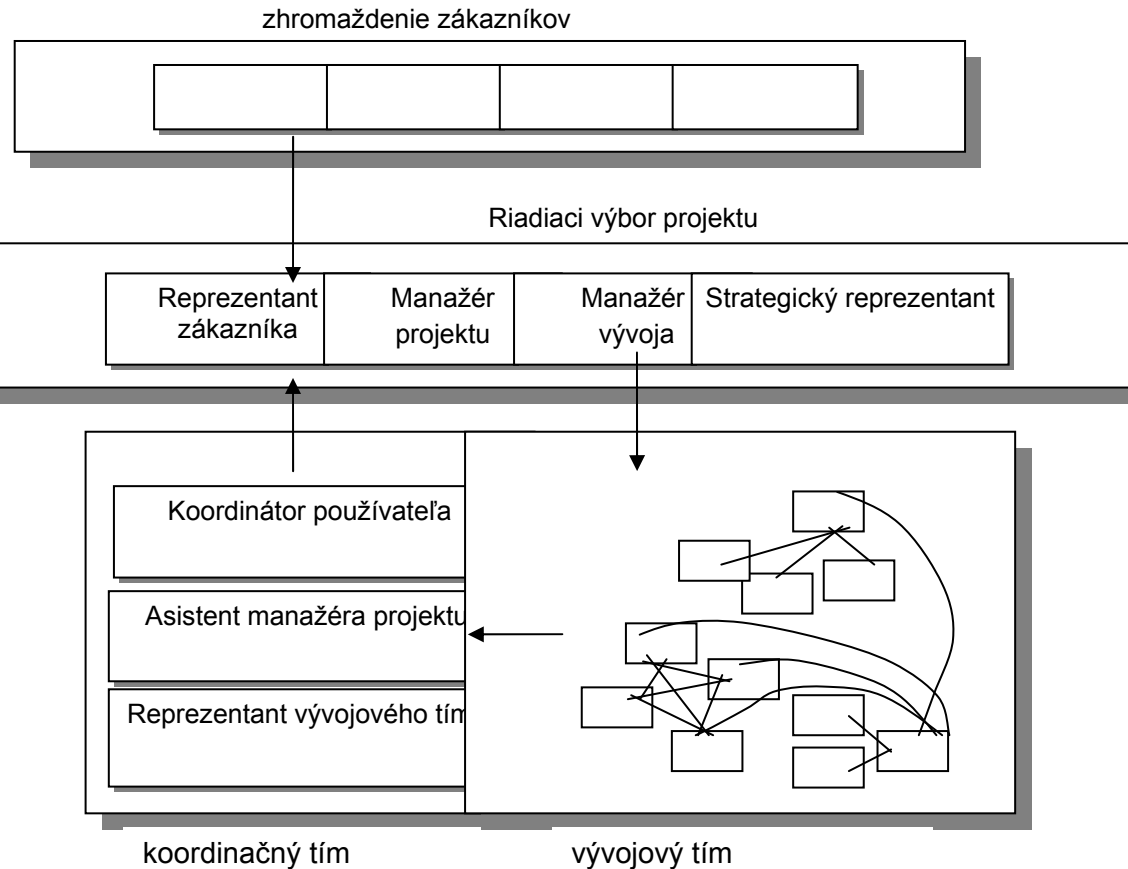 zhromaždenie zákazníkov
Riadiaci výbor projektu
Reprezentant
zákazníka
Manažér
projektu
Manažér
vývoja
Strategický reprezentant
Koordinátor používateľa
Asistent manažéra projektu
Reprezentant vývojového tím
koordinačný tím
vývojový tím